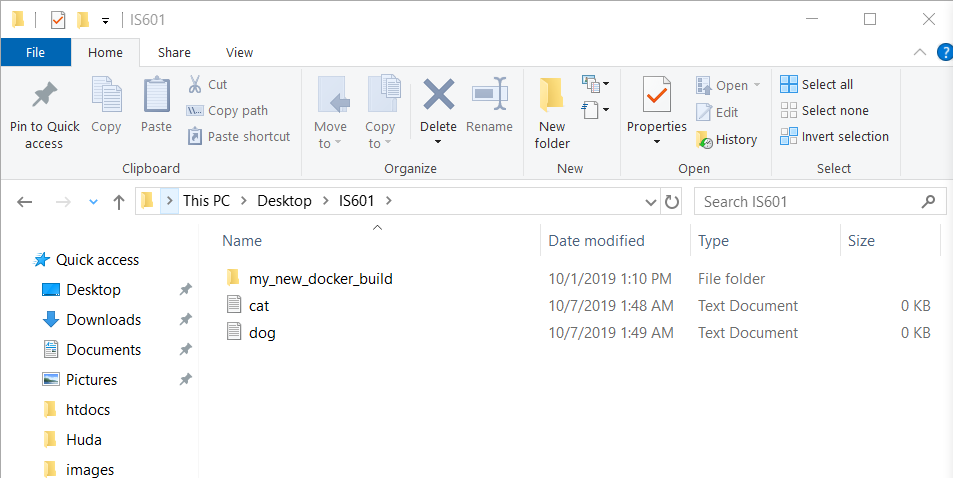 IS601
File Home Share View
Pin to Quick access
Copy
Paste
Cut
Copy path
Paste shortcut
Clipboard
Move to
Copy to
Delete
Rename
Organize
New folder
New
Properties
Open
Edit
History
Open
Select all
Select none
Invert selection
Select
This PC > Desktop > IS601 >
Search IS601
Name Date modified Type Size
my_new_docker_build 10/1/2019 1:10 PM File folder
cat 10/7/2019 1:48 AM Text Document 0 KB
dog 10/7/2019 1:49 AM Text Document 0 KB
Quick access
Desktop
Downloads
Documents
Pictures
htdocs
Huda
images